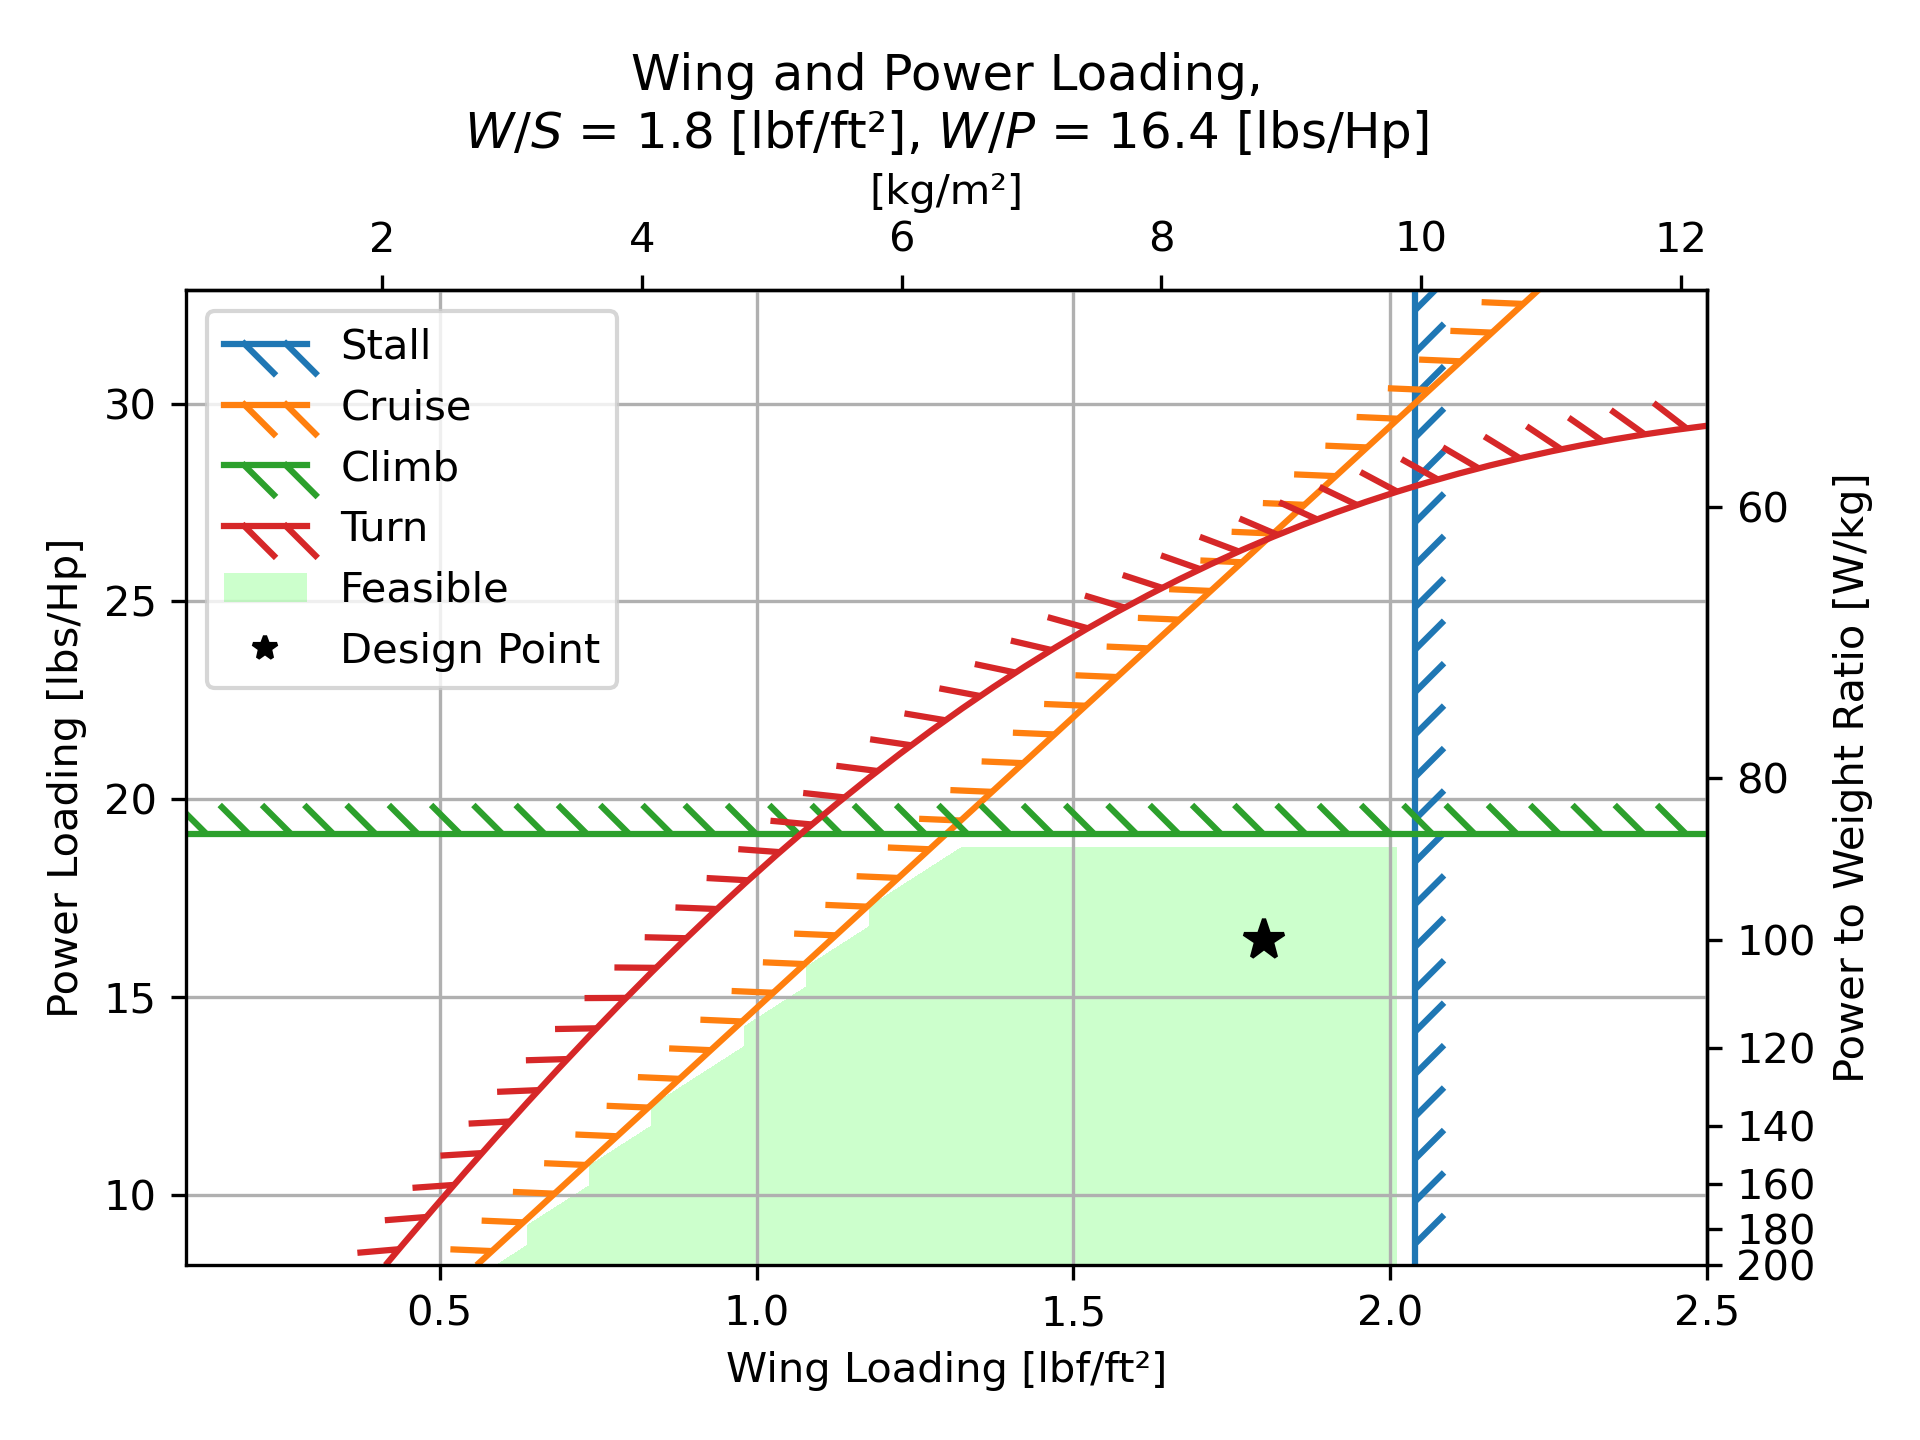 Wing and Power Loading,
W/S = 1.8 [lbf/ft²], W/P = 16.4 [lbs/Hp]
[kg/m²]
2 4 6 8 10 12
Stall
Cruise
Climb
Turn
Feasible
Design Point
Power Loading [lbs/Hp]
30
25
20
15
10
60
80
100
120
140
160
180
200
Power to Weight Ratio [W/kg]
0.5 1.0 1.5 2.0 2.5
Wing Loading [lbf/ft²]